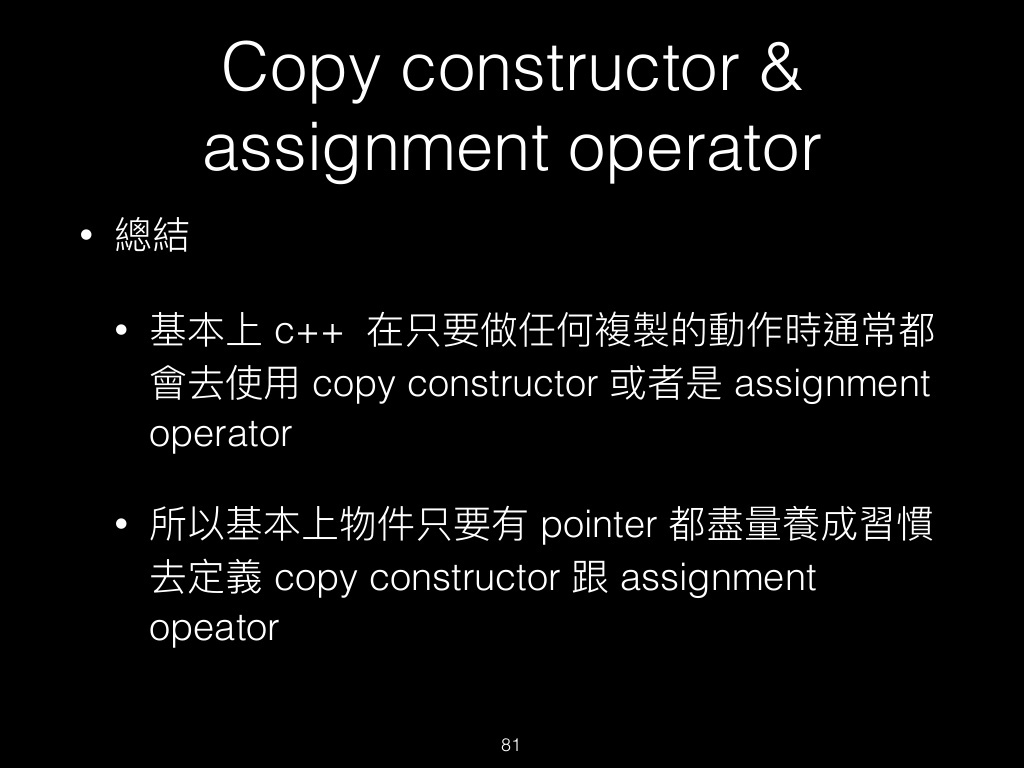 Copy constructor &
assignment operator
• 總結
• 基本上 c++  在只要做任何複製的動作時通常都
會去使用 copy constructor 或者是 assignment
operator
• 所以基本上物件只要有 pointer 都盡量養成習慣
去定義 copy constructor 跟 assignment
opeator
81